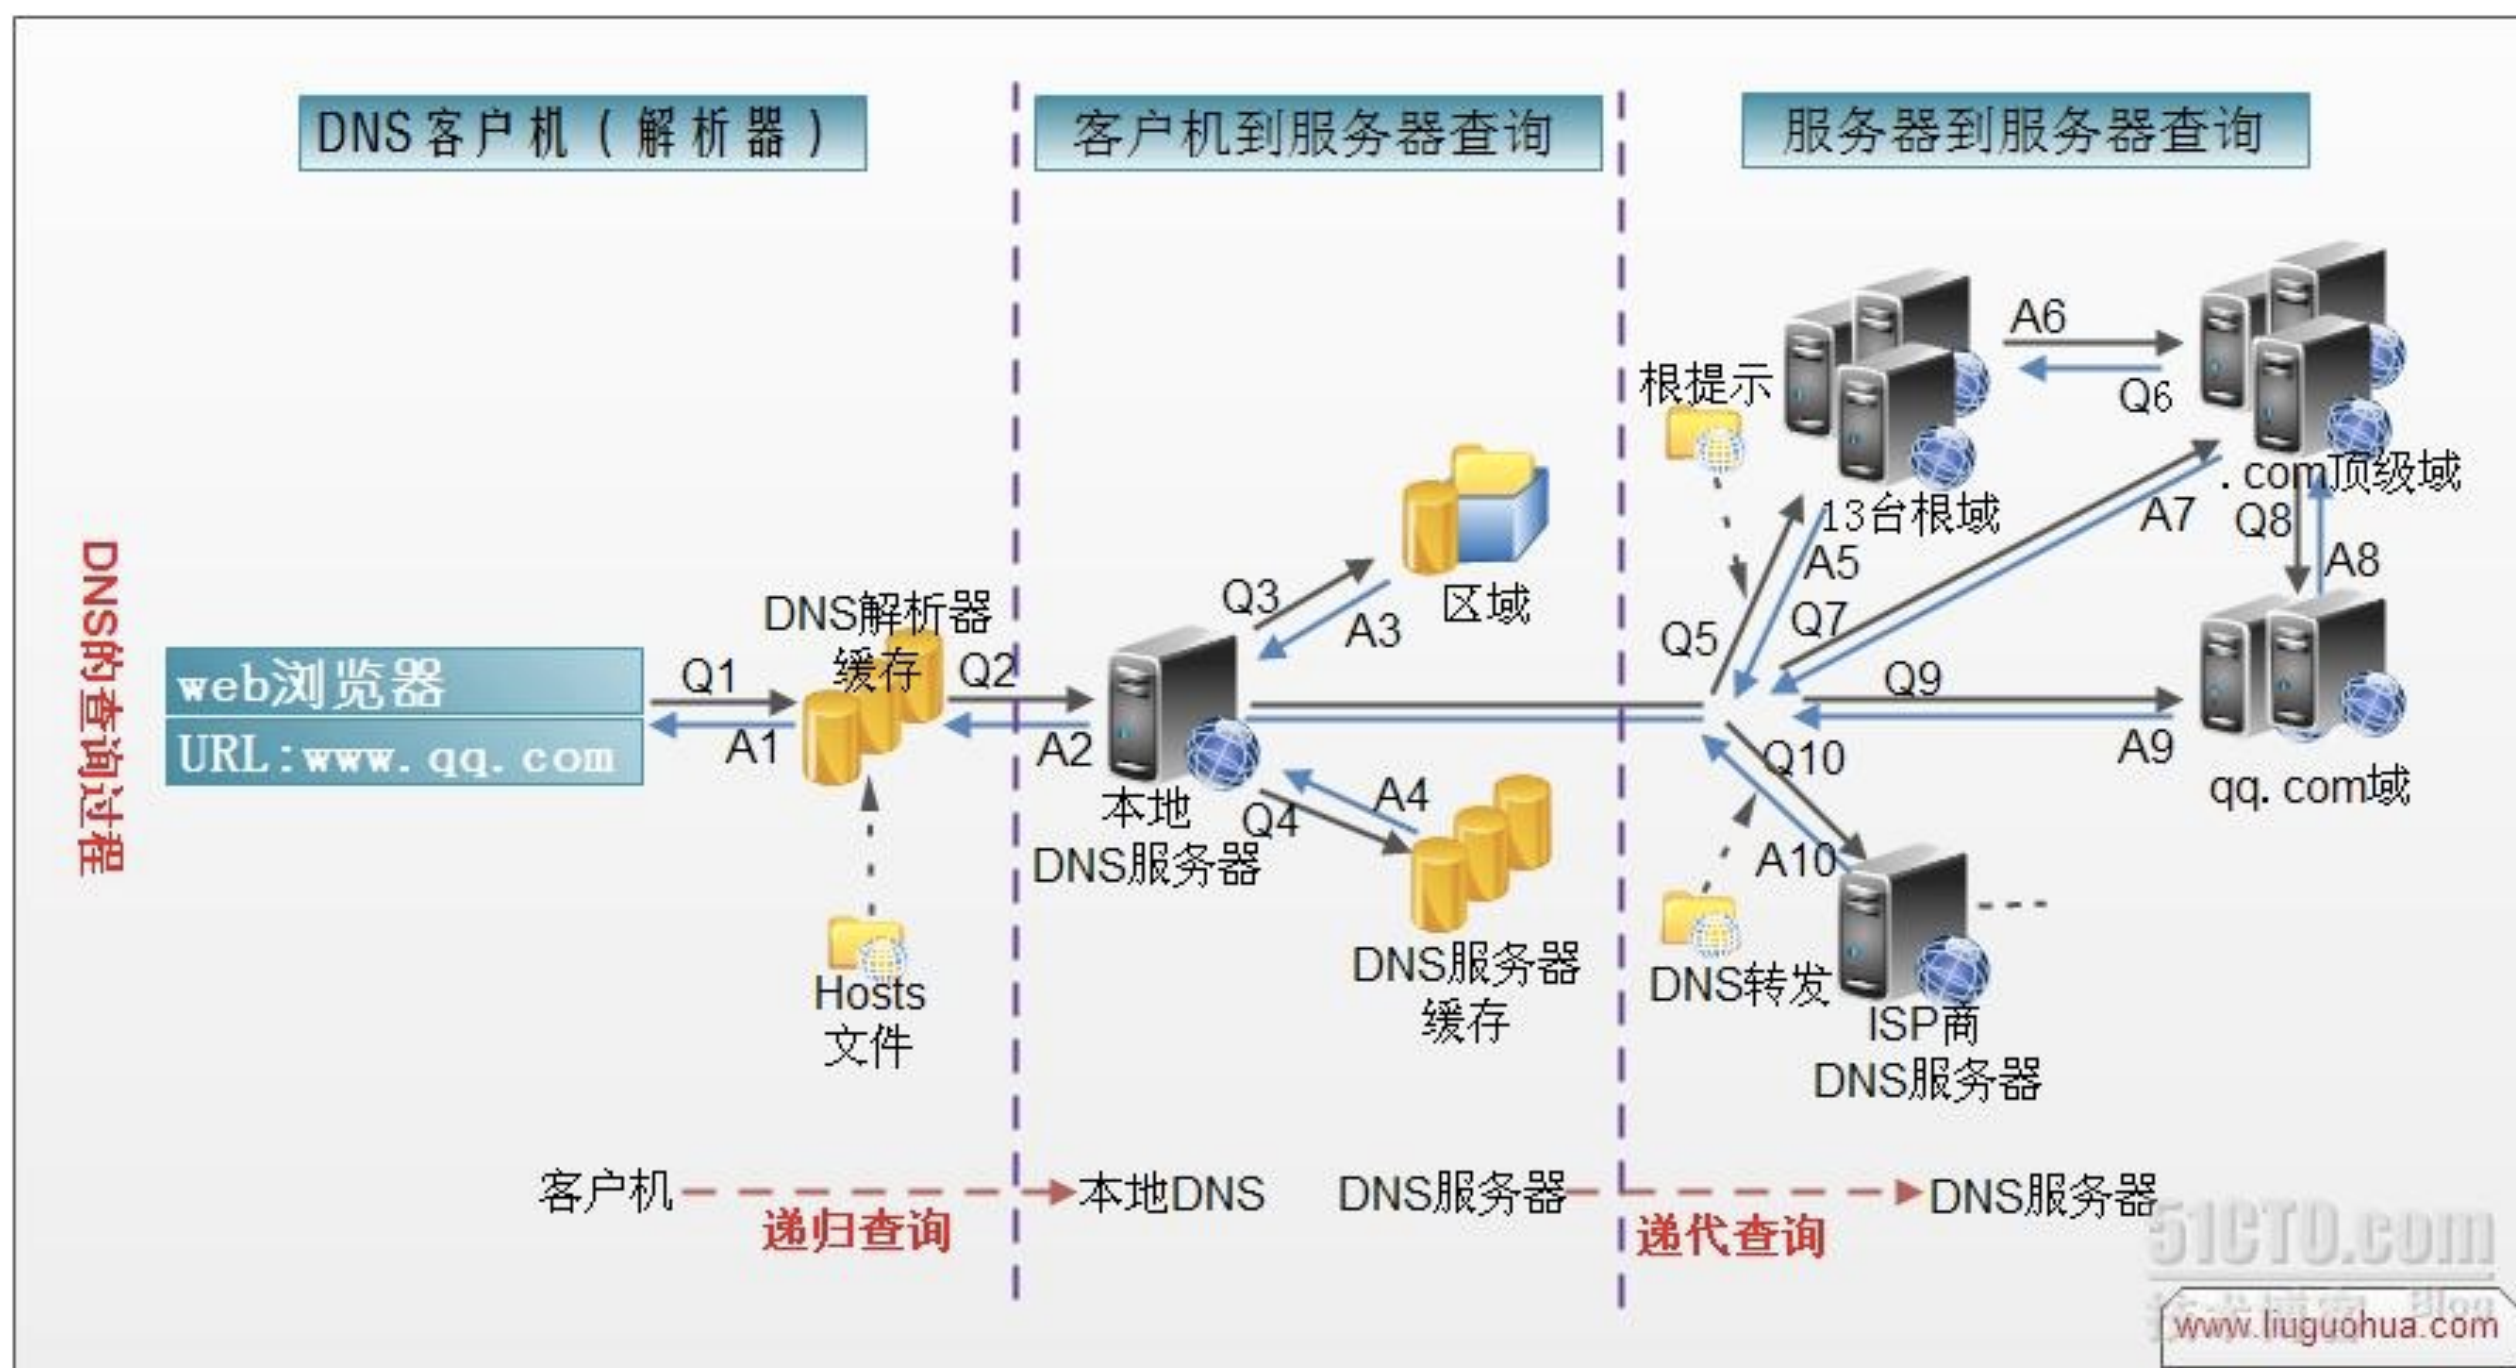 DNS客户机（解析器）
客户机到服务器查询
服务器到服务器查询
DNS的查询过程
web浏览器
URL:www.qq.com
Q1
A1
DNS解析器
缓存
Hosts
文件
Q2
A2
本地
DNS服务器
Q3
A3
区域
Q4
A4
DNS服务器
缓存
根提示
13台根域
A6
Q6
.com顶级域
Q5
A5
Q7
A7
Q8
A8
Q9
A9
qq.com域
Q10
A10
DNS转发
ISP商
DNS服务器
客户机
递归查询
本地DNS
DNS服务器
递代查询
DNS服务器
51CTO.com
技术博客 Blog
www.liuguohua.com